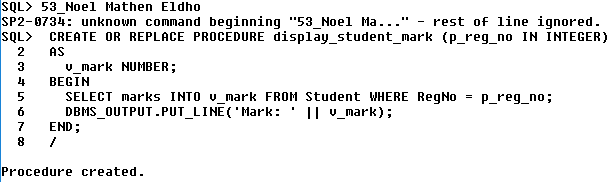 SQL> 53_Noel Mathen Eldho
SP2-0734: unknown command beginning "53_Noel Ma..." - rest of line ignored.
SQL>  CREATE OR REPLACE PROCEDURE display_student_mark (p_reg_no IN INTEGER)
  2  AS
  3    v_mark NUMBER;
  4  BEGIN
  5    SELECT marks INTO v_mark FROM Student WHERE RegNo = p_reg_no;
  6    DBMS_OUTPUT.PUT_LINE('Mark: ' || v_mark);
  7  END;
  8  /
Procedure created.